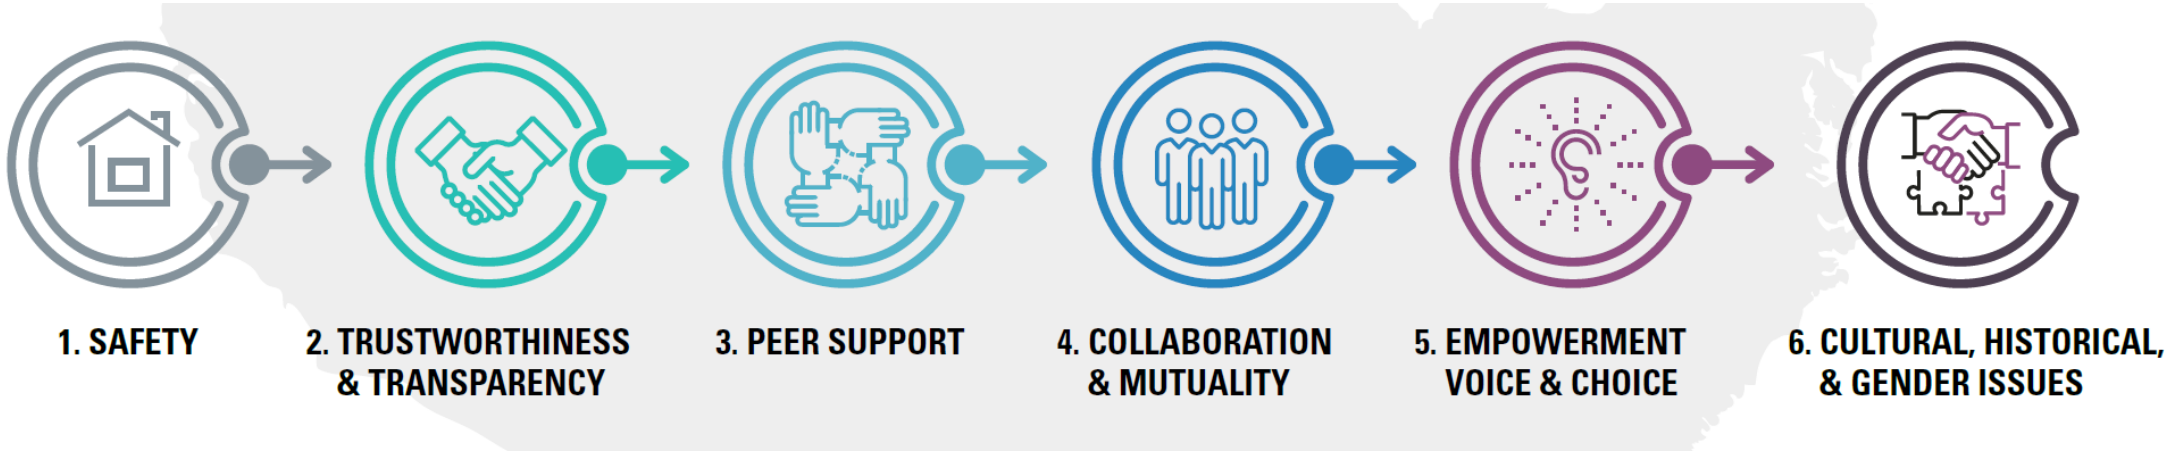 1. SAFETY
2. TRUSTWORTHINESS
& TRANSPARENCY
3. PEER SUPPORT
4. COLLABORATION
& MUTUALITY
5. EMPOWERMENT
VOICE & CHOICE
6. CULTURAL, HISTORICAL,
& GENDER ISSUES